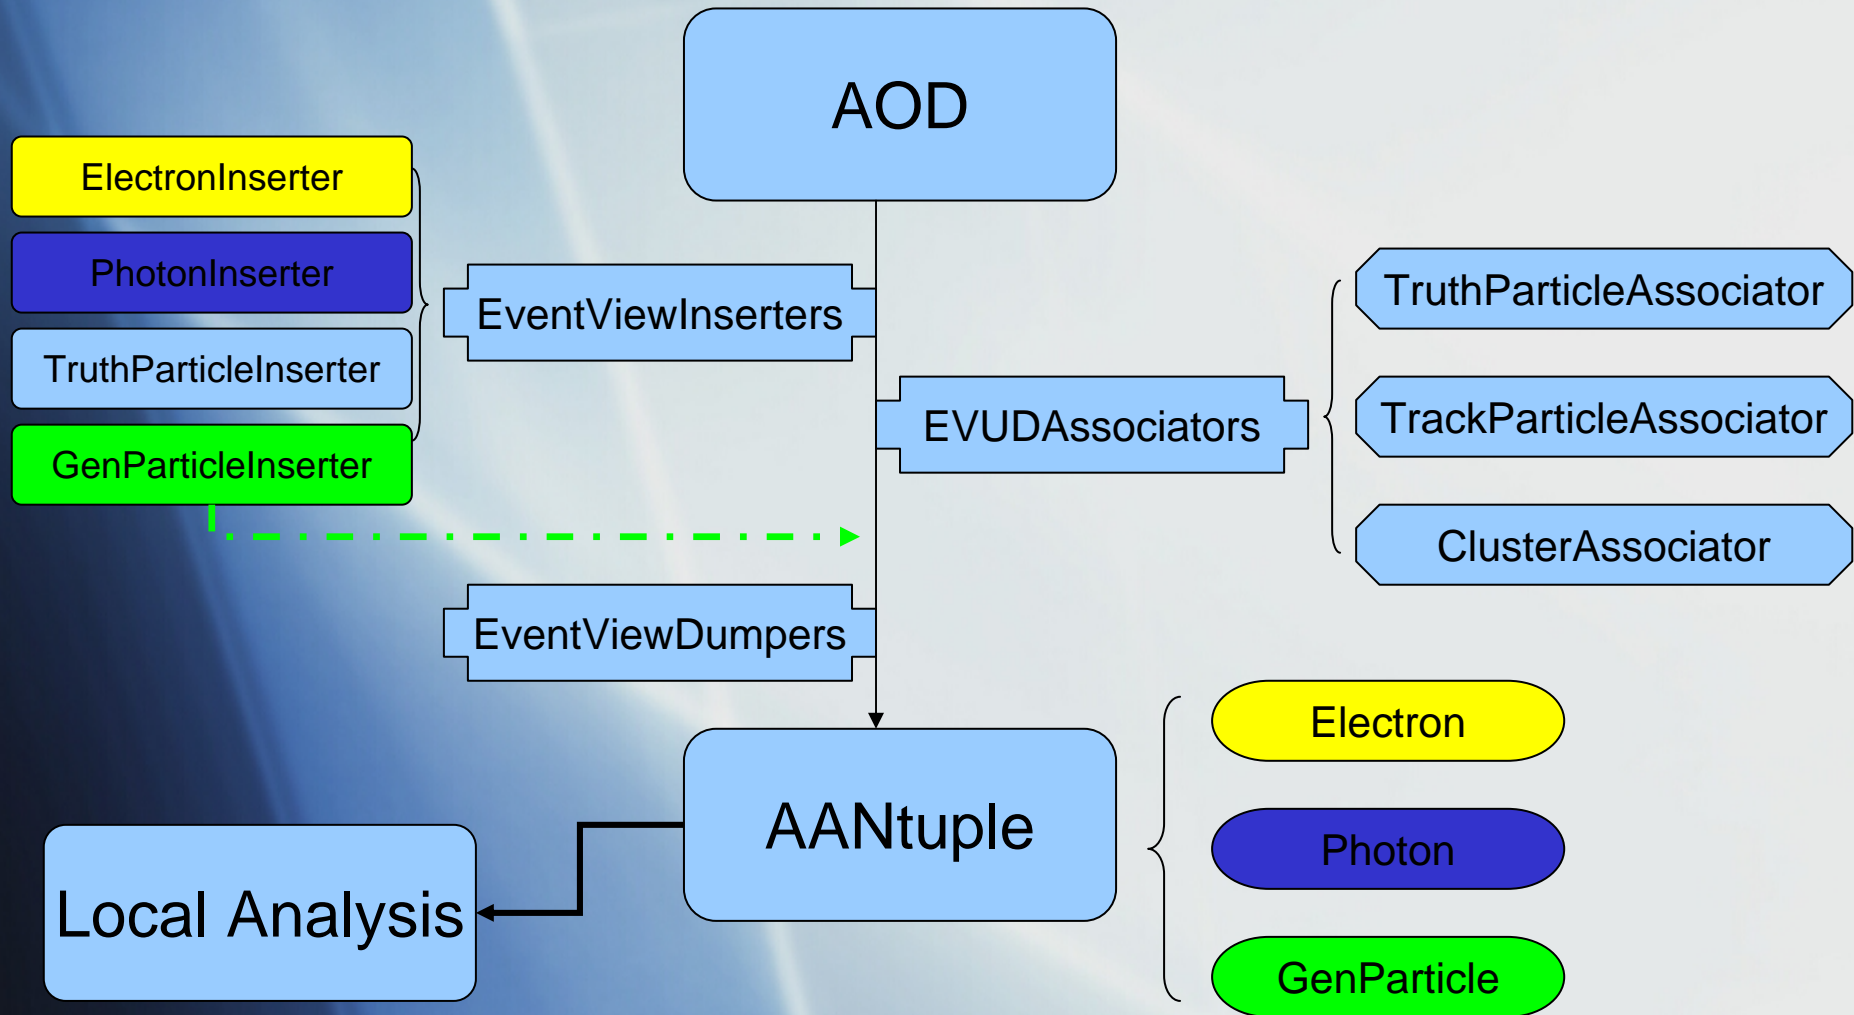 AOD
ElectronInserter
PhotonInserter
TruthParticleInserter
GenParticleInserter
EventViewInserters
EVUDAssociators
TruthParticleAssociator
TrackParticleAssociator
ClusterAssociator
EventViewDumpers
AANtuple
Electron
Photon
GenParticle
Local Analysis